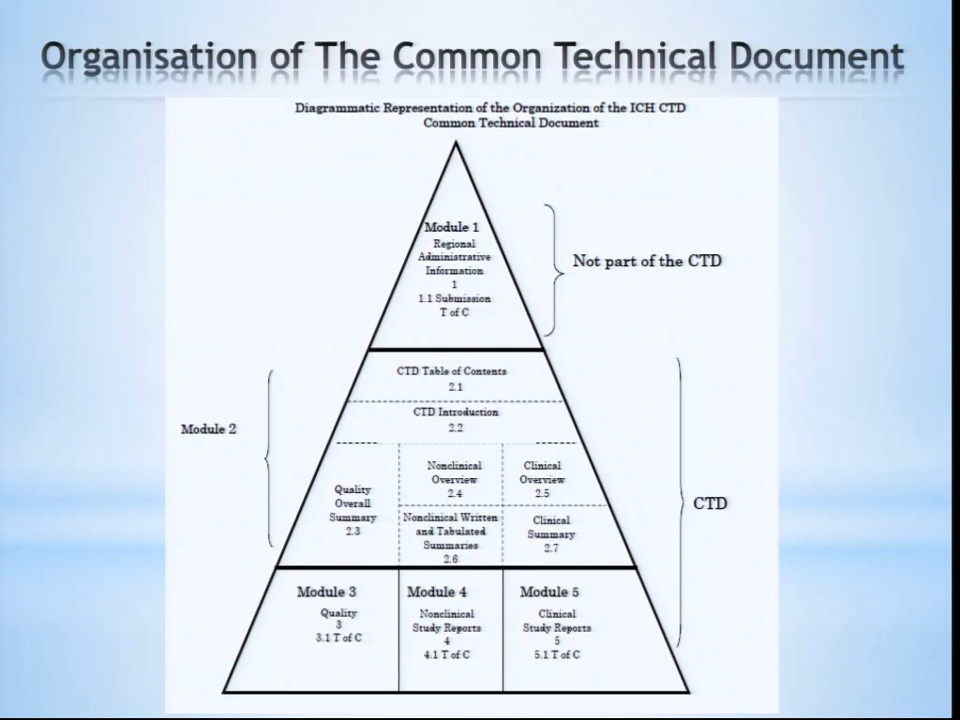 Organisation of The Common Technical Document
Diagrammatic Representation of the Organization of the ICH CTD
Common Technical Document
Module 1
Regional
Administrative
Information
1
1.1 Submission
T of C
Not part of the CTD
CTD Table of Contents
2.1
CTD Introduction
2.2
Module 2
Quality
Overall
Summary
2.3
Nonclinical
Overview
2.4
Clinical
Overview
2.5
Nonclinical Written
and Tabulated
Summaries
2.6
Clinical
Summary
2.7
CTD
Module 3
Quality
3
3.1 T of C
Module 4
Nonclinical
Study Reports
4
4.1 T of C
Module 5
Clinical
Study Reports
5
5.1 T of C